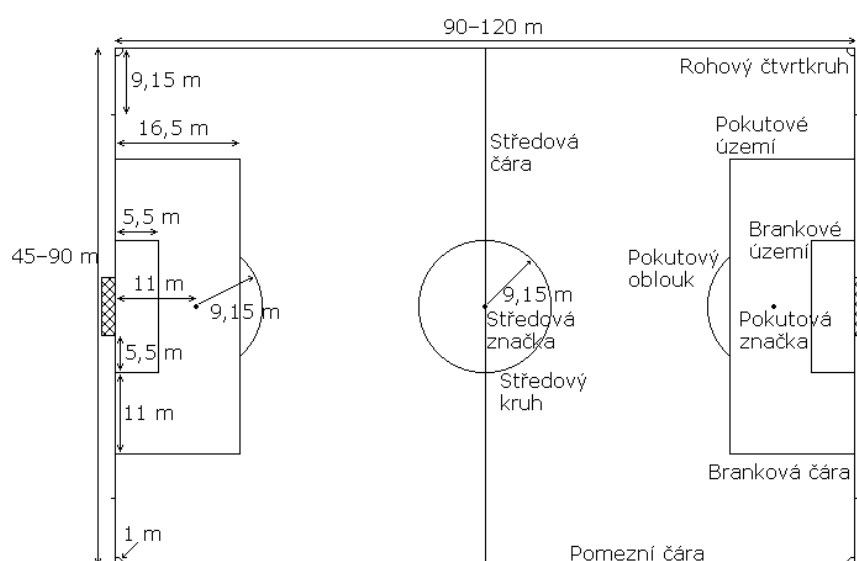 90–120 m
Rohový čtvrtkruh
9,15 m
16,5 m
Pokutové
území
Středová
čára
5,5 m
Brankové
území
45–90 m
Pokutový
oblouk
11 m
9,15 m
9,15 m
Středová
značka
Pokutová
značka
5,5 m
Středový
kruh
11 m
Branková čára
1 m
Pomezní čára